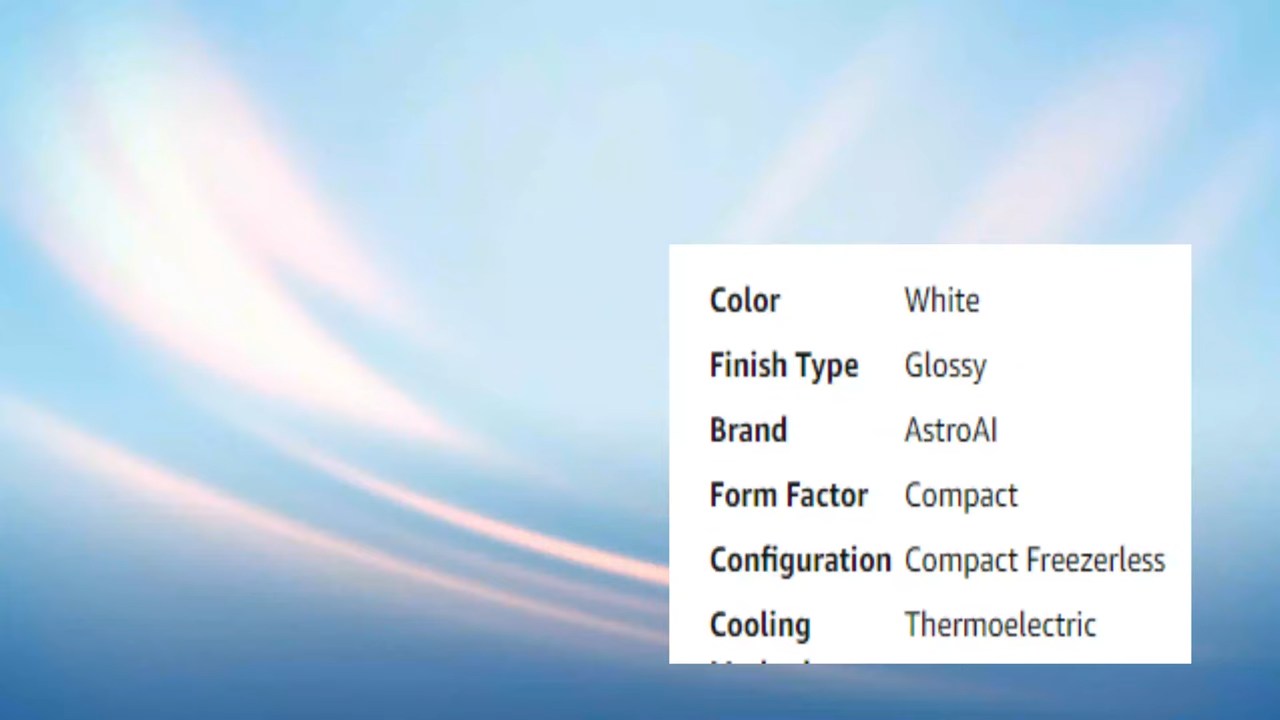 Color White
Finish Type Glossy
Brand AstroAI
Form Factor Compact
Configuration Compact Freezerless
Cooling Thermoelectric